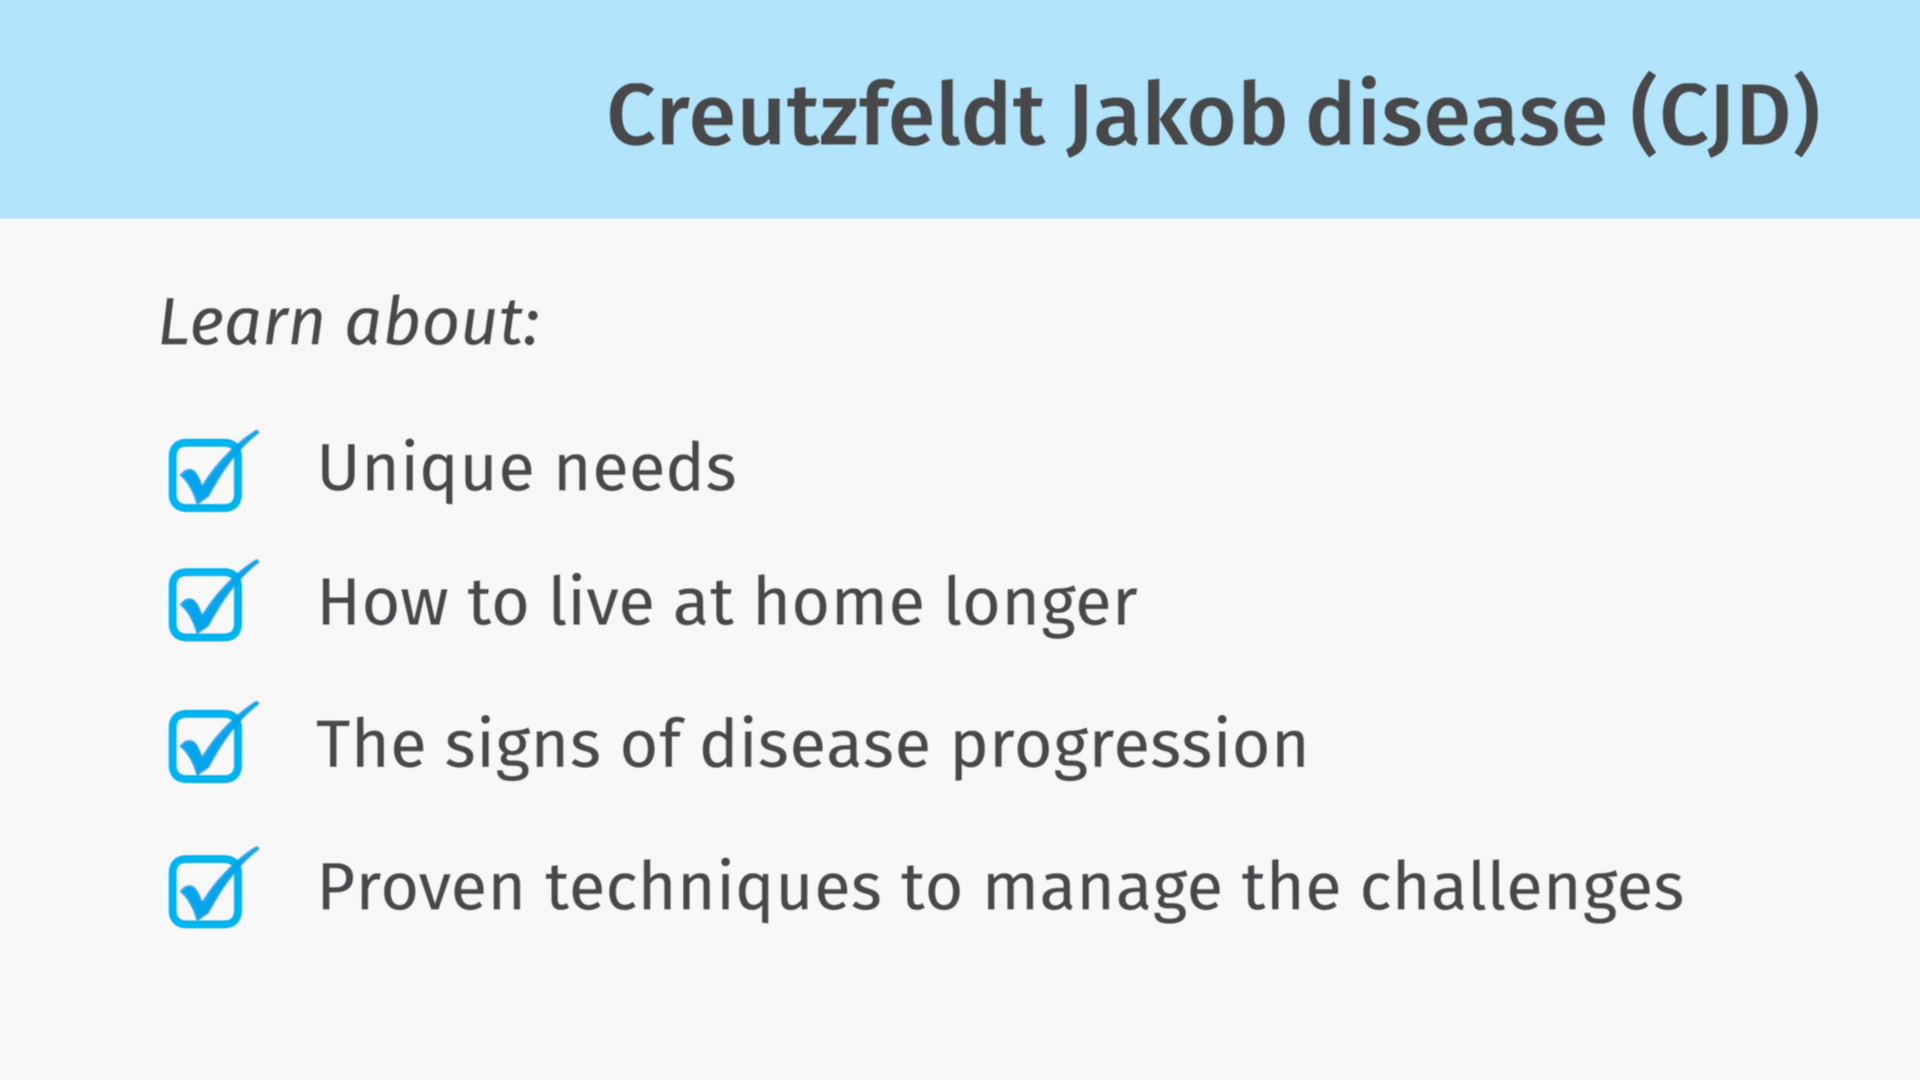 Creutzfeldt Jakob disease (CJD)
Learn about:
Unique needs
How to live at home longer
The signs of disease progression
Proven techniques to manage the challenges